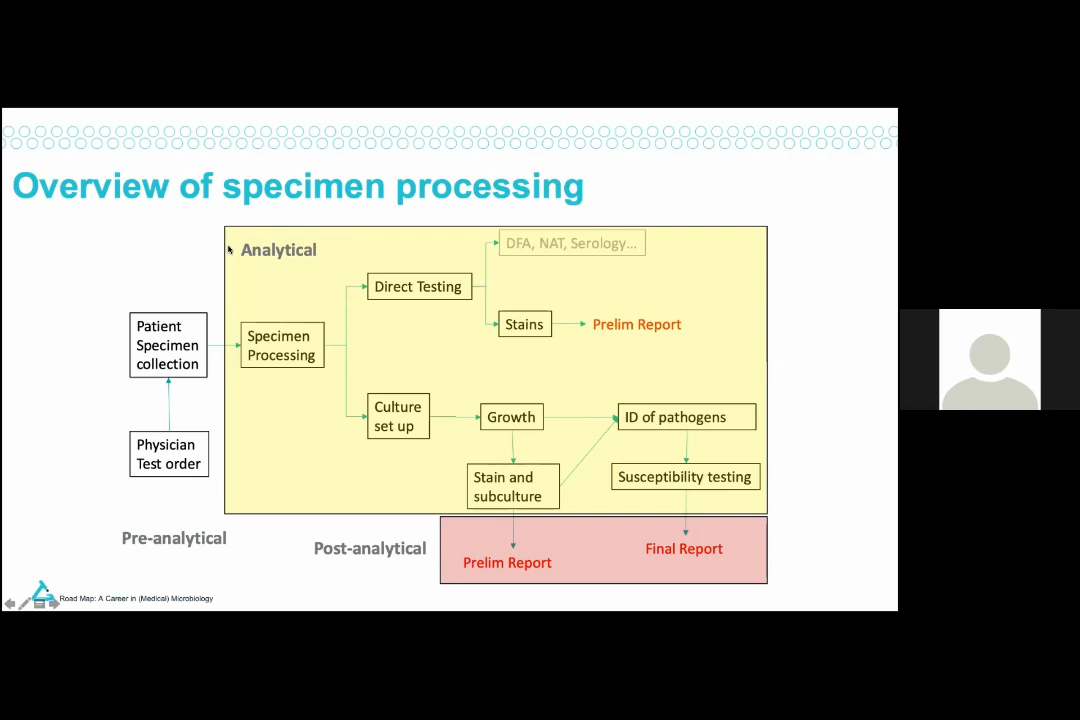 Overview of specimen processing
Analytical
DFA, NAT, Serology...
Direct Testing
Patient
Specimen
collection
Specimen
Processing
Stains
Prelim Report
Culture
set up
Growth
ID of pathogens
Physician
Test order
Stain and
subculture
Susceptibility testing
Pre-analytical
Post-analytical
Prelim Report
Final Report
Road Map: A Career in (Medical) Microbiology